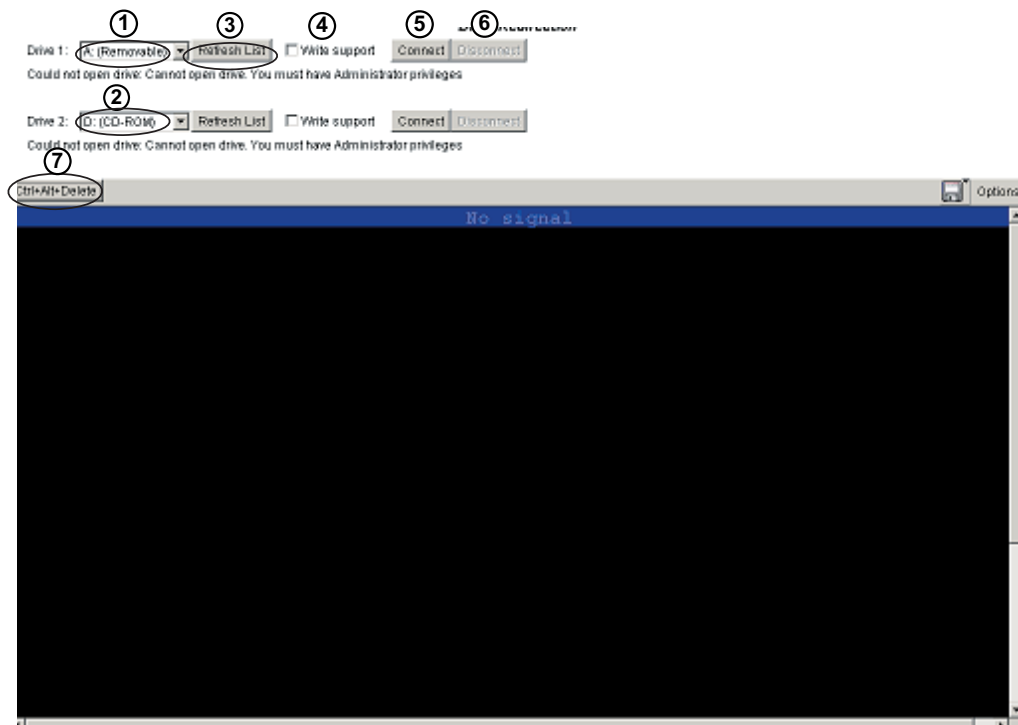 1 3 4 5 6
Drive 1: A: (Removable) Refresh List Write support Connect Disconnect
Could not open drive: Cannot open drive. You must have Administrator privileges
2
Drive 2: D: (CD-ROM) Refresh List Write support Connect Disconnect
Could not open drive: Cannot open drive. You must have Administrator privileges
7
Ctrl+Alt+Delete Options
No signal